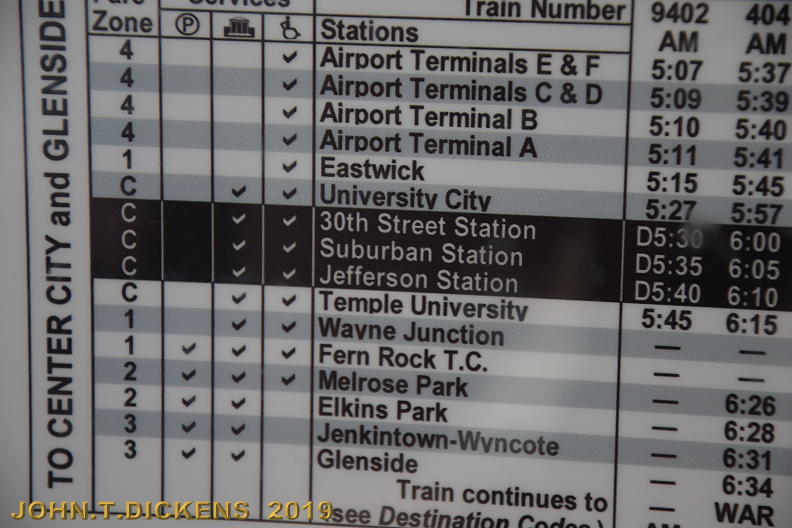 TO CENTER CITY and GLENSIDE
Fare Zone Services Train Number 9402 404
Ⓟ Stations AM AM
4 ✓ Airport Terminals E & F 5:07 5:37
4 ✓ Airport Terminals C & D 5:09 5:39
4 ✓ Airport Terminal B 5:10 5:40
4 ✓ Airport Terminal A 5:11 5:41
1 ✓ Eastwick 5:15 5:45
C ✓ ✓ University City 5:27 5:57
C ✓ ✓ 30th Street Station D5:30 6:00
C ✓ ✓ Suburban Station D5:35 6:05
C ✓ ✓ Jefferson Station D5:40 6:10
C ✓ ✓ Temple University 5:45 6:15
1 ✓ ✓ Wayne Junction — —
1 ✓ ✓ ✓ Fern Rock T.C. — —
2 ✓ ✓ ✓ Melrose Park — 6:26
2 ✓ ✓ Elkins Park — 6:28
3 ✓ ✓ Jenkintown-Wyncote — 6:31
3 ✓ ✓ Glenside — 6:34
Train continues to — WAR
(see Destination Codes)
JOHN.T.DICKENS 2019